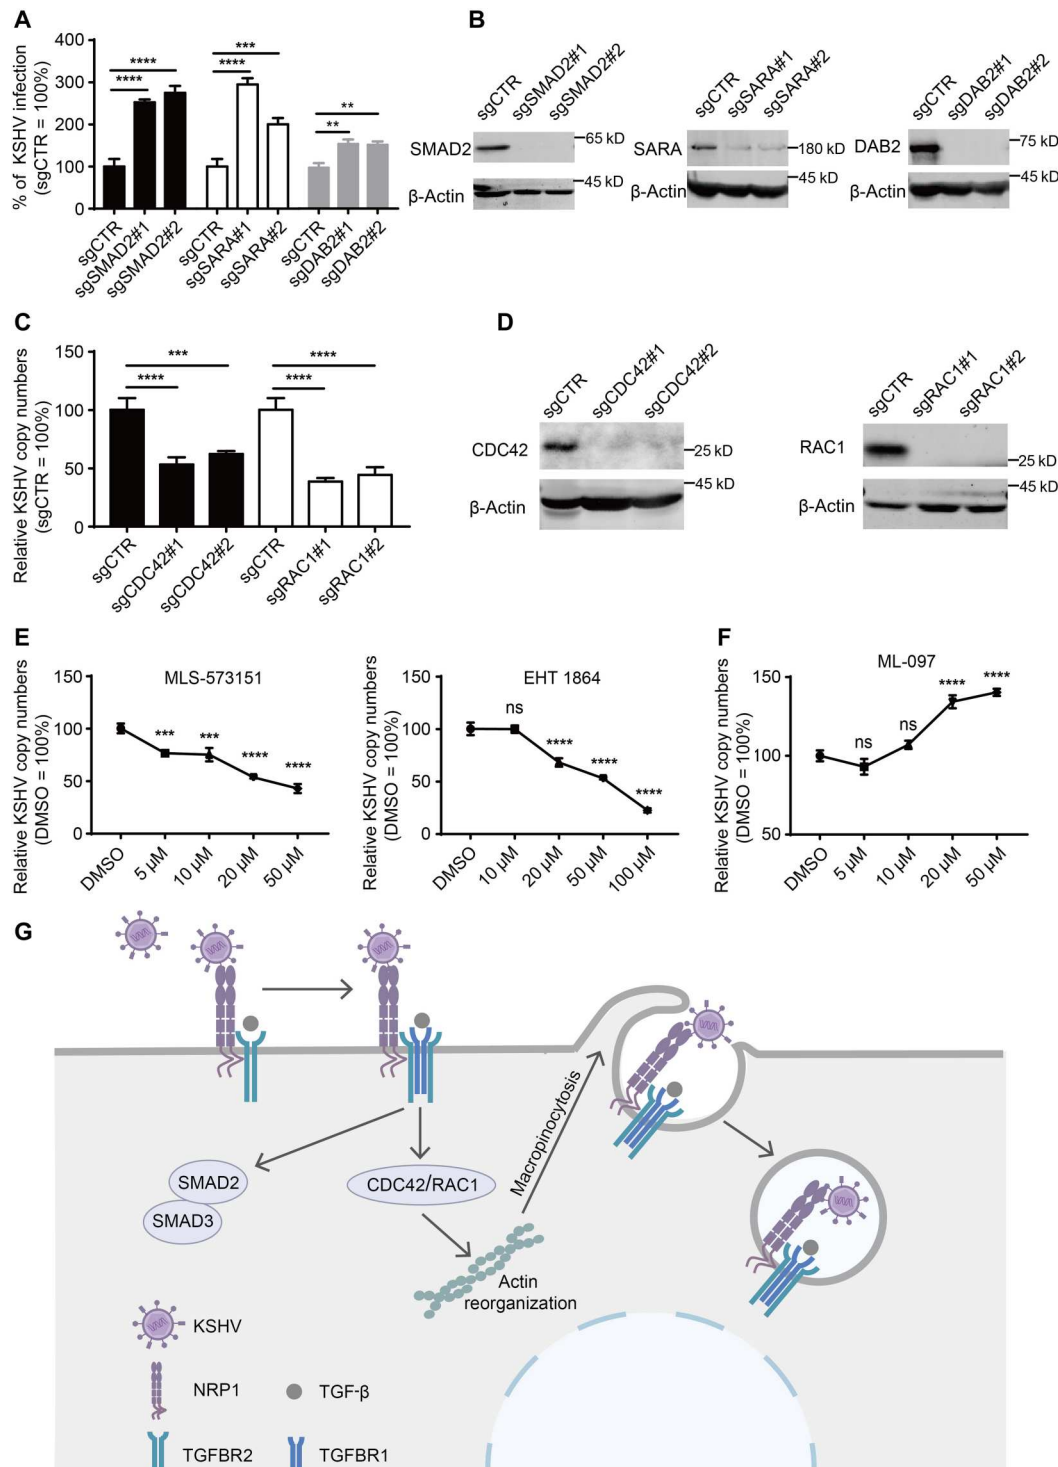 A
% of KSHV infection
(sgCTR = 100%)
400
300
200
100
0
****
****
***
****
**
**
sgCTR
sgSMAD2#1
sgSMAD2#2
sgCTR
sgSARA#1
sgSARA#2
sgCTR
sgDAB2#1
sgDAB2#2
B
sgCTR
sgSMAD2#1
sgSMAD2#2
SMAD2
65 kD
β-Actin
45 kD
sgCTR
sgSARA#1
sgSARA#2
SARA
180 kD
β-Actin
45 kD
sgCTR
sgDAB2#1
sgDAB2#2
DAB2
75 kD
β-Actin
45 kD
C
Relative KSHV copy numbers
(sgCTR = 100%)
150
100
50
0
***
****
****
****
sgCTR
sgCDC42#1
sgCDC42#2
sgCTR
sgRAC1#1
sgRAC1#2
D
sgCTR
sgCDC42#1
sgCDC42#2
CDC42
25 kD
β-Actin
45 kD
sgCTR
sgRAC1#1
sgRAC1#2
RAC1
25 kD
β-Actin
45 kD
E
Relative KSHV copy numbers
(DMSO = 100%)
MLS-573151
150
100
50
0
***
***
****
****
DMSO
5 µM
10 µM
20 µM
50 µM
Relative KSHV copy numbers
(DMSO = 100%)
EHT 1864
150
100
50
0
ns
****
****
****
DMSO
10 µM
20 µM
50 µM
100 µM
F
Relative KSHV copy numbers
(DMSO = 100%)
ML-097
150
100
50
ns
ns
****
****
DMSO
5 µM
10 µM
20 µM
50 µM
G
Macropinocytosis
SMAD2
SMAD3
CDC42/RAC1
Actin
reorganization
KSHV
NRP1
TGF-β
TGFBR2
TGFBR1